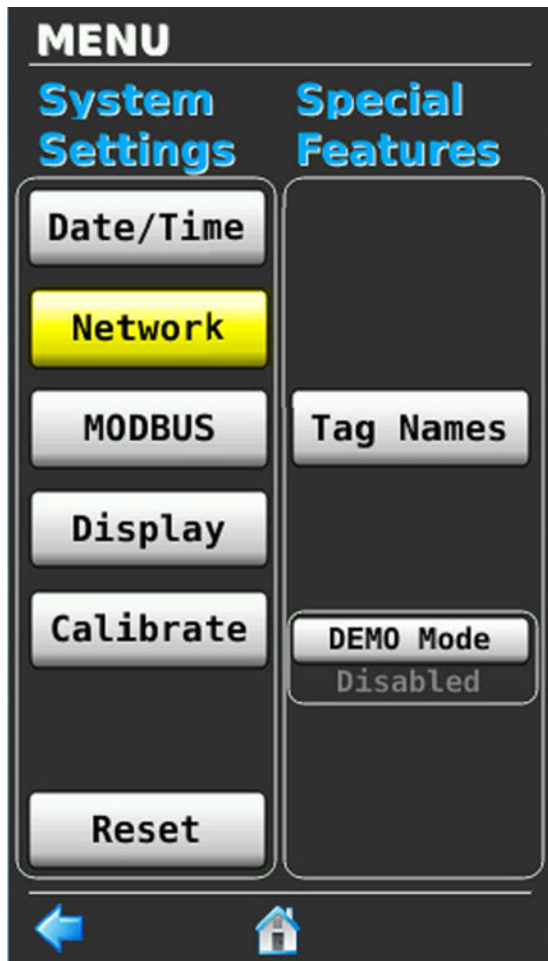 MENU
System
Settings
Date/Time
Network
MODBUS
Display
Calibrate
Reset
Special
Features
Tag Names
DEMO Mode
Disabled